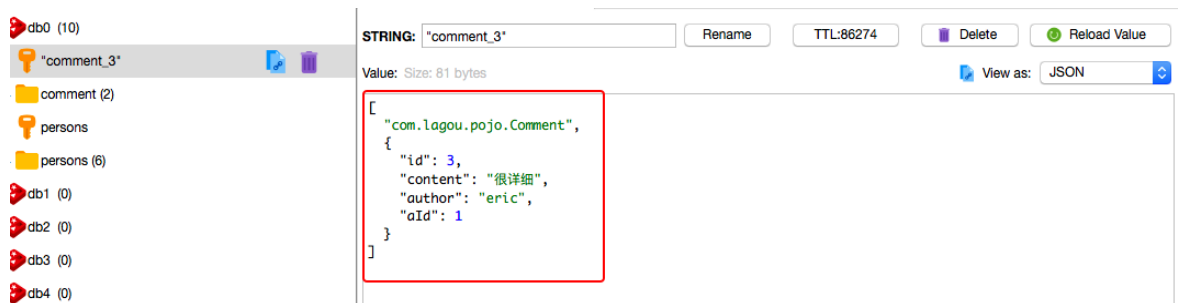 db0 (10)
"comment_3"
comment (2)
persons
persons (6)
db1 (0)
db2 (0)
db3 (0)
db4 (0)
STRING: "comment_3" Rename TTL:86274 Delete Reload Value
Value: Size: 81 bytes View as: JSON
[
"com.lagou.pojo.Comment",
{
"id": 3,
"content": "很详细",
"author": "eric",
"aId": 1
}
]